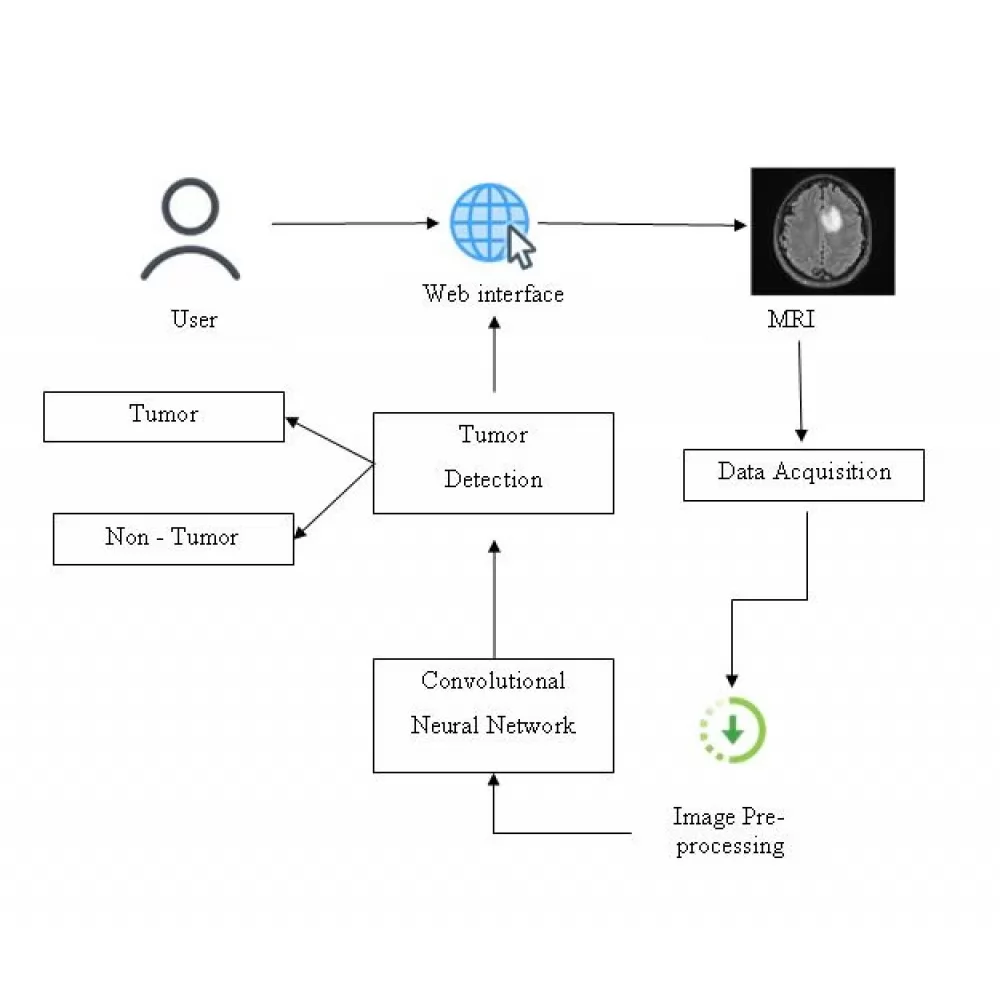 User
Web interface
MRI
Tumor
Tumor
Detection
Data Acquisition
Non - Tumor
Convolutional
Neural Network
Image Pre-
processing